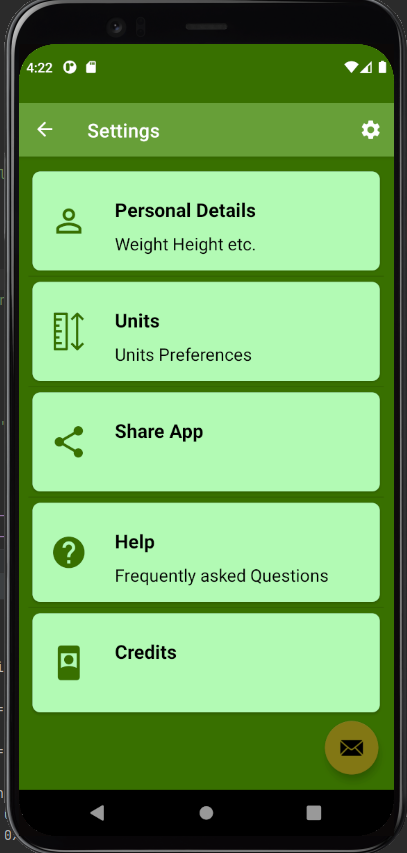 4:22
Settings
Personal Details
Weight Height etc.
Units
Units Preferences
Share App
Help
Frequently asked Questions
Credits